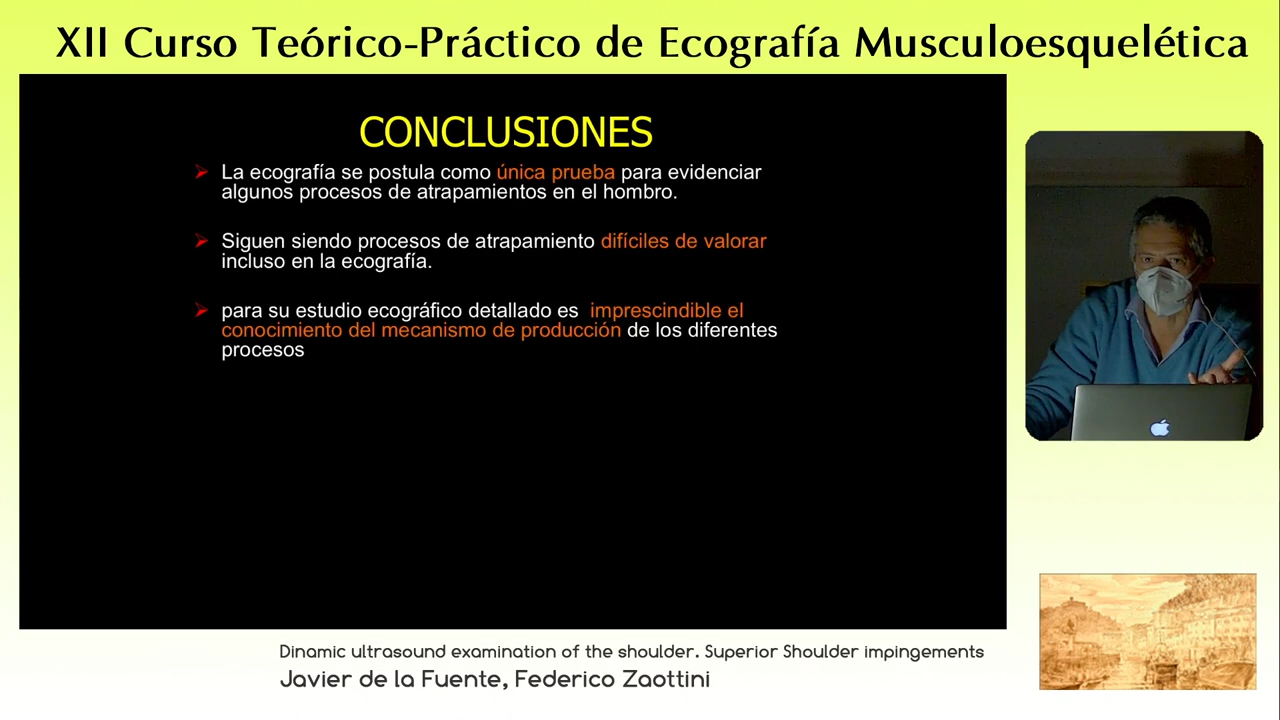 XII Curso Teórico-Práctico de Ecografía Musculoesquelética
CONCLUSIONES
La ecografía se postula como única prueba para evidenciar
algunos procesos de atrapamientos en el hombro.
Siguen siendo procesos de atrapamiento difíciles de valorar
incluso en la ecografía.
para su estudio ecográfico detallado es imprescindible el
conocimiento del mecanismo de producción de los diferentes
procesos
Dinamic ultrasound examination of the shoulder. Superior Shoulder impingements
Javier de la Fuente, Federico Zaottini